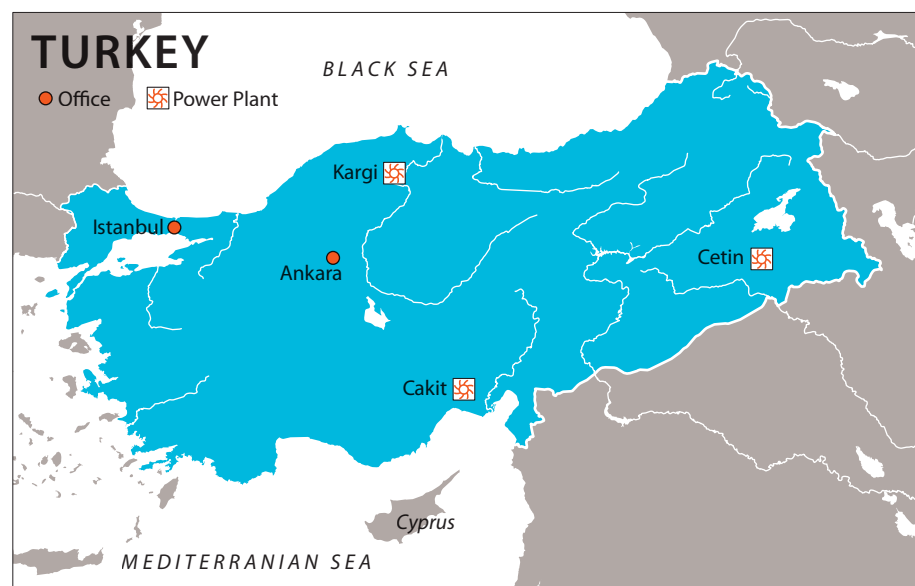 TURKEY
BLACK SEA
Office
Power Plant
Kargi
Istanbul
Ankara
Cetin
Cakit
Cyprus
MEDITERRANIAN SEA